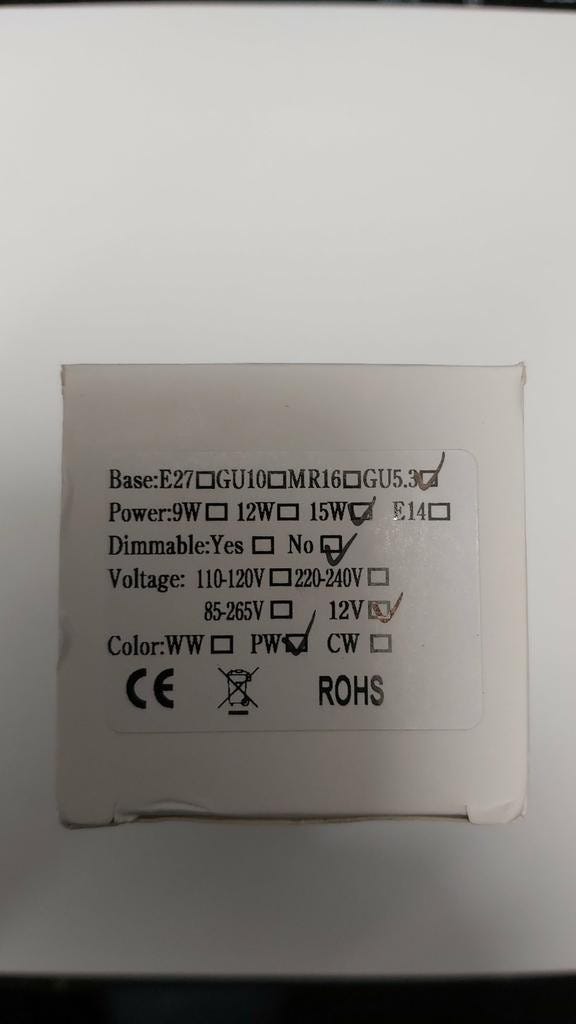 Base:E27□GU10□MR16□GU5.3☑
Power:9W□ 12W□ 15W☑ E14□
Dimmable:Yes □ No ☑
Voltage: 110-120V□220-240V□
85-265V□ 12V☑
Color:WW□ PW☑ CW □
CE ROHS